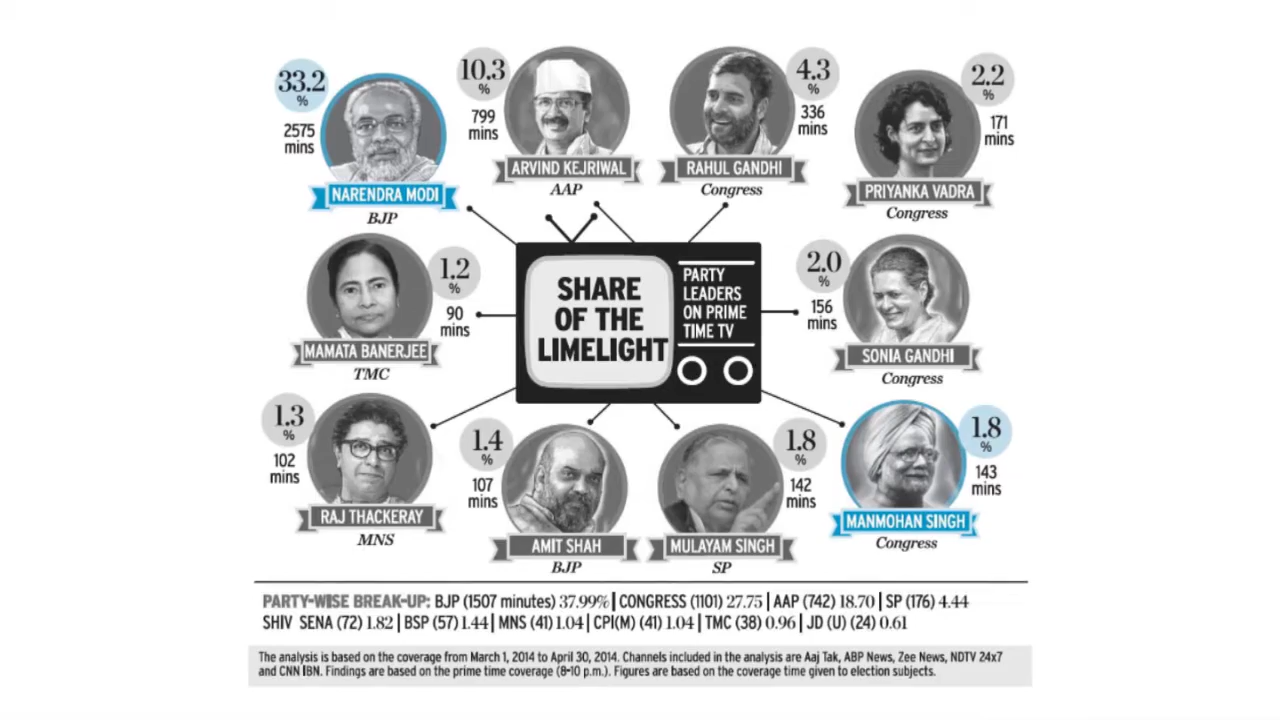 33.2
%
2575
mins
NARENDRA MODI
BJP
10.3
%
799
mins
ARVIND KEJRIWAL
AAP
4.3
%
336
mins
RAHUL GANDHI
Congress
2.2
%
171
mins
PRIYANKA VADRA
Congress
1.2
%
90
mins
MAMATA BANERJEE
TMC
SHARE
OF THE
LIMELIGHT
PARTY
LEADERS
ON PRIME
TIME TV
2.0
%
156
mins
SONIA GANDHI
Congress
1.3
%
102
mins
RAJ THACKERAY
MNS
1.4
%
107
mins
AMIT SHAH
BJP
1.8
%
142
mins
MULAYAM SINGH
SP
1.8
%
143
mins
MANMOHAN SINGH
Congress
PARTY-WISE BREAK-UP: BJP (1507 minutes) 37.99% | CONGRESS (1101) 27.75 | AAP (742) 18.70 | SP (176) 4.44
SHIV SENA (72) 1.82 | BSP (57) 1.44 | MNS (41) 1.04 | CPI(M) (41) 1.04 | TMC (38) 0.96 | JD (U) (24) 0.61
The analysis is based on the coverage from March 1, 2014 to April 30, 2014. Channels included in the analysis are Aaj Tak, ABP News, Zee News, NDTV 24x7
and CNN IBN. Findings are based on the prime time coverage (8-10 p.m.). Figures are based on the coverage time given to election subjects.